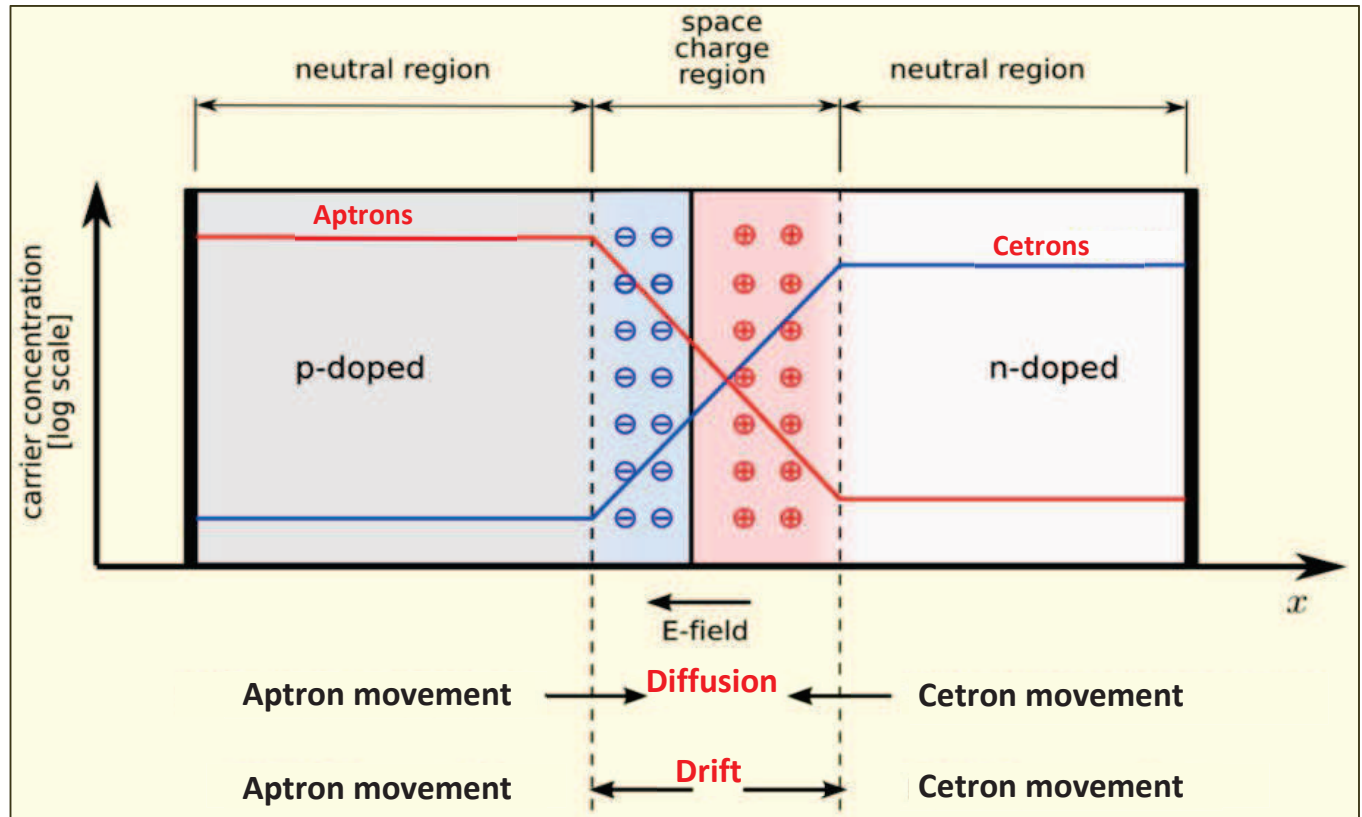 space
charge
region
neutral region
neutral region
Aptrons
Cetrons
carrier concentration
[log scale]
p-doped
n-doped
x
E-field
Aptron movement
Diffusion
Cetron movement
Aptron movement
Drift
Cetron movement